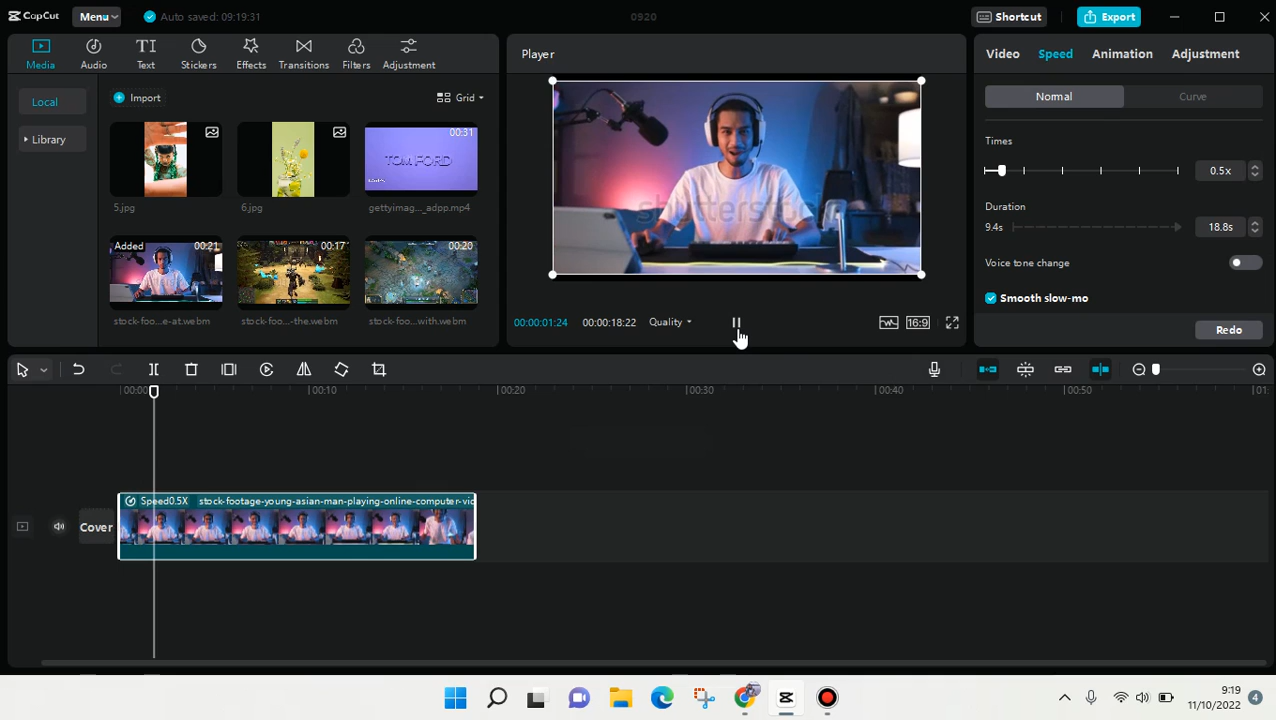 CapCut Menu Auto saved: 09:19:31 0920 Shortcut Export
Media Audio Text Stickers Effects Transitions Filters Adjustment
Player
Video Speed Animation Adjustment
Local
Import
Grid
Normal Curve
Library
00:31
TOM FORD
Times
0.5x
5.jpg 6.jpg gettyimag..._adpp.mp4
shutterstock
Duration
9.4s 18.8s
Added 00:21 00:17 00:20
Voice tone change
Smooth slow-mo
stock-foo...e-at.webm stock-foo...-the.webm stock-foo...with.webm
00:00:01:24 00:00:18:22 Quality
16:9
Redo
00:00 00:10 00:20 00:30 00:40 00:50 01:
Speed0.5X stock-footage-young-asian-man-playing-online-computer-vid
Cover
9:19
11/10/2022
4